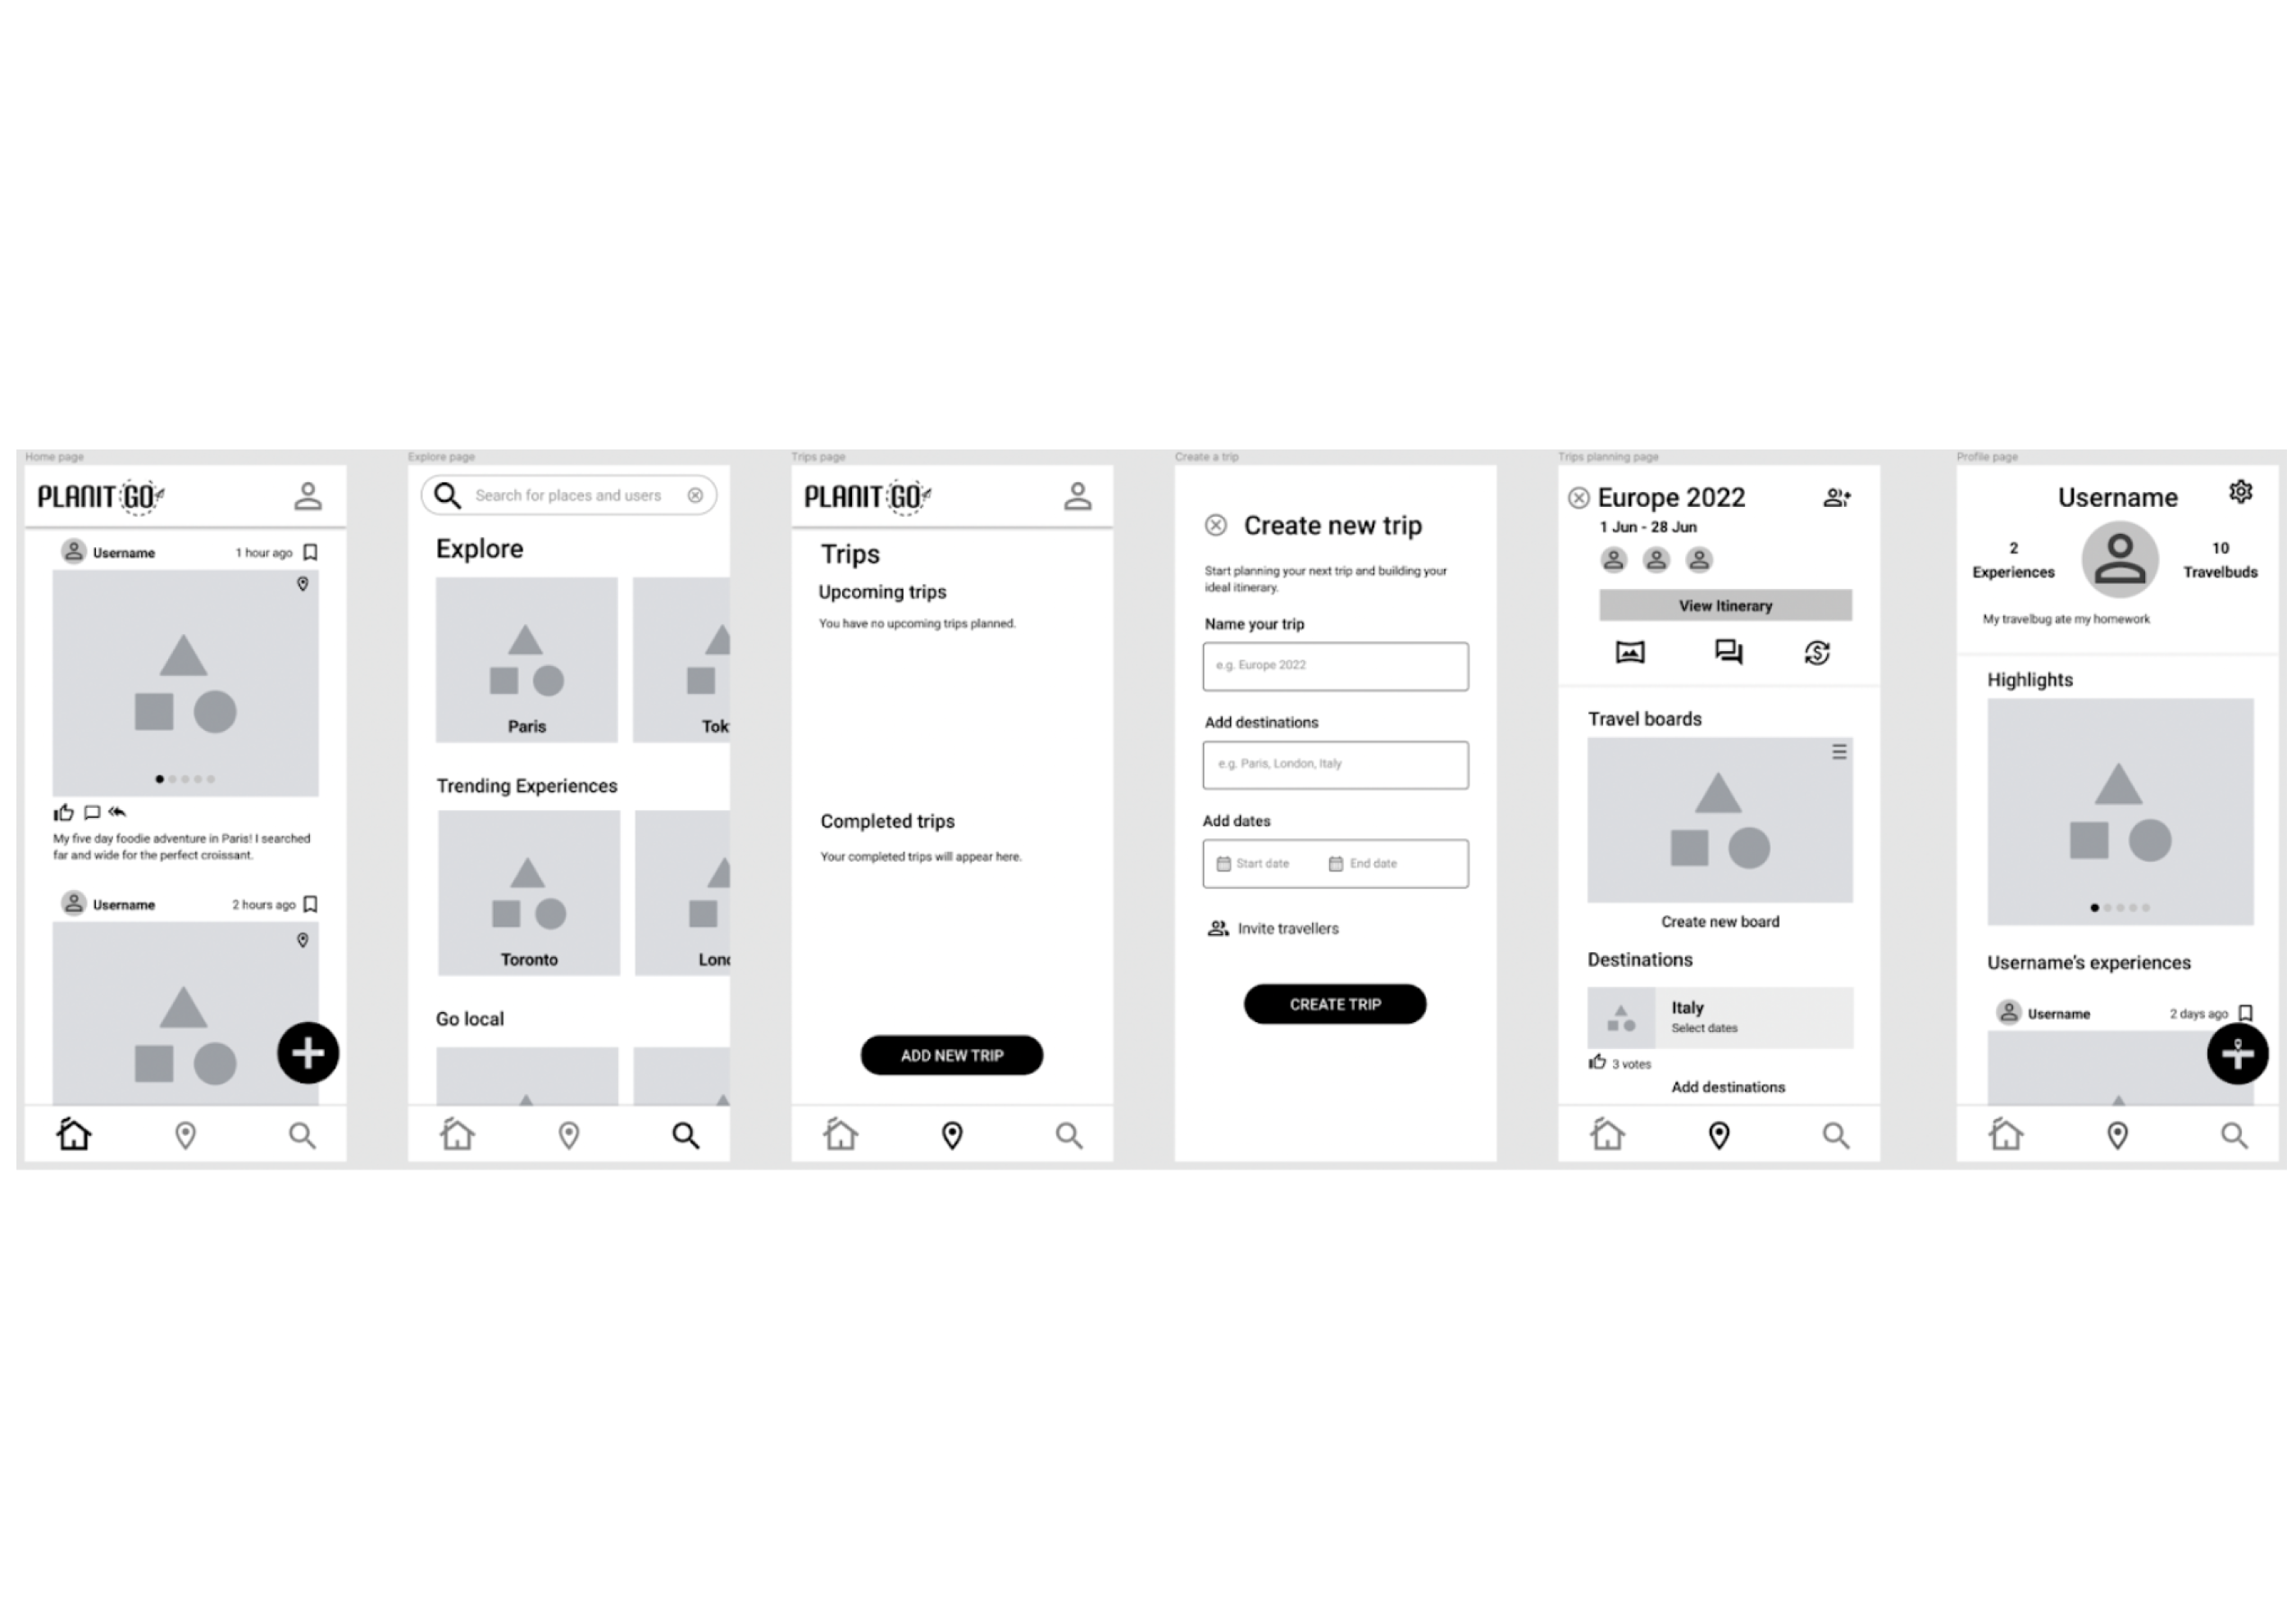 Home page
PLANIT GO
Username
1 hour ago
My five day foodie adventure in Paris! I searched
far and wide for the perfect croissant.
Username
2 hours ago
Explore page
Search for places and users
Explore
Paris
Tok
Trending Experiences
Toronto
Lon
Go local
Trips page
PLANIT GO
Trips
Upcoming trips
You have no upcoming trips planned.
Completed trips
Your completed trips will appear here.
ADD NEW TRIP
Create a trip
Create new trip
Start planning your next trip and building your
ideal itinerary.
Name your trip
e.g. Europe 2022
Add destinations
e.g. Paris, London, Italy
Add dates
Start date
End date
Invite travellers
CREATE TRIP
Trips planning page
Europe 2022
1 Jun - 28 Jun
View Itinerary
Travel boards
Create new board
Destinations
Italy
Select dates
3 votes
Add destinations
Profile page
Username
2
Experiences
10
Travelbuds
My travelbug ate my homework
Highlights
Username's experiences
Username
2 days ago